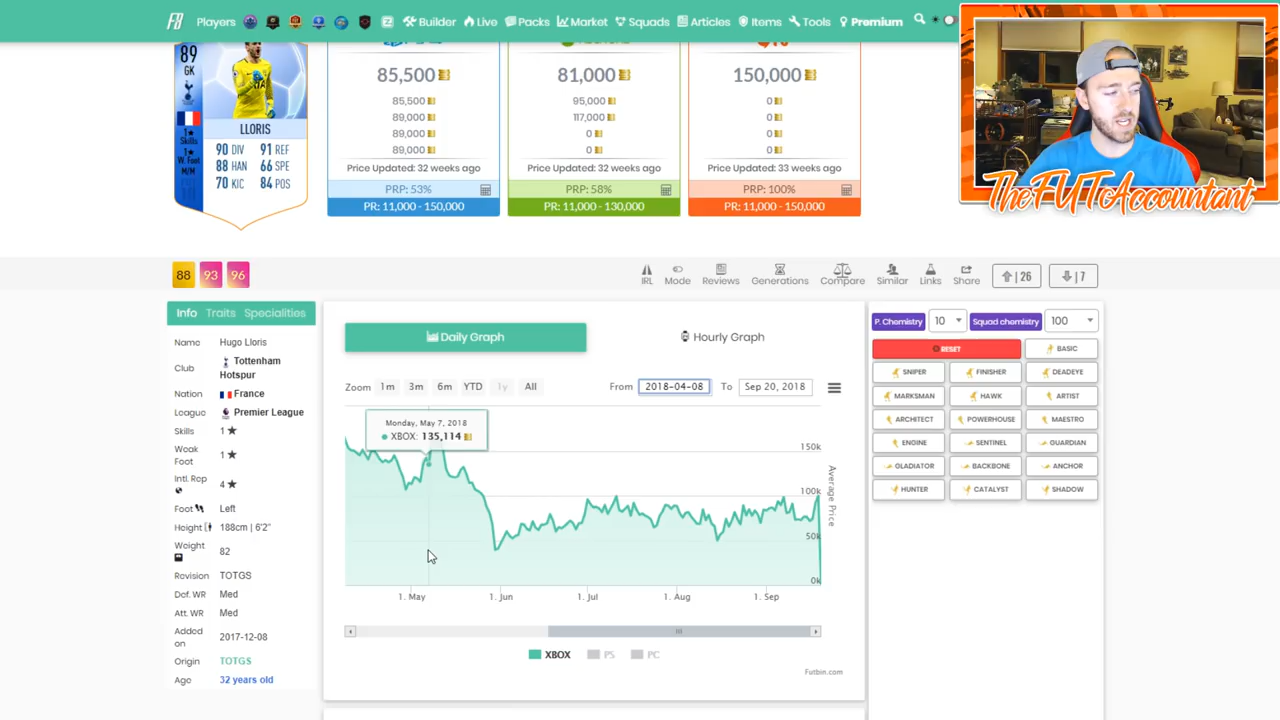 F8 Players Builder Live Packs Market Squads Articles Items Tools Premium
89
GK
1★
Skills
1★
W. Foot
M/M
LLORIS
90 DIV 91 REF
88 HAN 66 SPE
70 KIC 84 POS
85,500
85,500
89,000
89,000
89,000
Price Updated: 32 weeks ago
PRP: 53%
PR: 11,000 - 150,000
81,000
95,000
117,000
0
0
Price Updated: 32 weeks ago
PRP: 58%
PR: 11,000 - 130,000
150,000
0
0
0
0
Price Updated: 33 weeks ago
PRP: 100%
PR: 11,000 - 150,000
TheFUTAccountant
88 93 96
IRL Mode Reviews Generations Compare Similar Links Share
| 26
| 7
Info Traits Specialities
Name Hugo Lloris
Club Tottenham Hotspur
Nation France
League Premier League
Skills 1 ★
Weak Foot 1 ★
Intl. Rep 4 ★
Foot Left
Height 188cm | 6'2"
Weight 82
Revision TOTGS
Def. WR Med
Att. WR Med
Added on 2017-12-08
Origin TOTGS
Age 32 years old
Daily Graph Hourly Graph
Zoom 1m 3m 6m YTD 1y All From 2018-04-08 To Sep 20, 2018
Monday, May 7, 2018
XBOX: 135,114
150k
100k
50k
0k
Average Price
1. May 1. Jun 1. Jul 1. Aug 1. Sep
XBOX PS PC
Futbin.com
P. Chemistry 10 Squad chemistry 100
RESET BASIC
SNIPER FINISHER DEADEYE
MARKSMAN HAWK ARTIST
ARCHITECT POWERHOUSE MAESTRO
ENGINE SENTINEL GUARDIAN
GLADIATOR BACKBONE ANCHOR
HUNTER CATALYST SHADOW